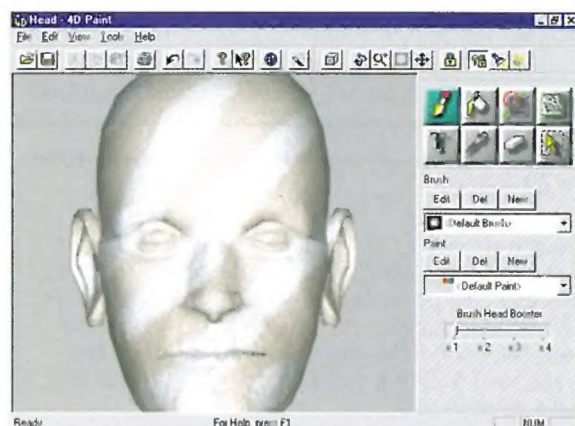 Head - 4D Paint
File Edit View Tools Help
Brush
Edit Del New
<Default Brush>
Paint
Edit Del New
<Default Paint>
Brush Head Booster
x1 x2 x3 x4
Ready For Help, press F1 NUM